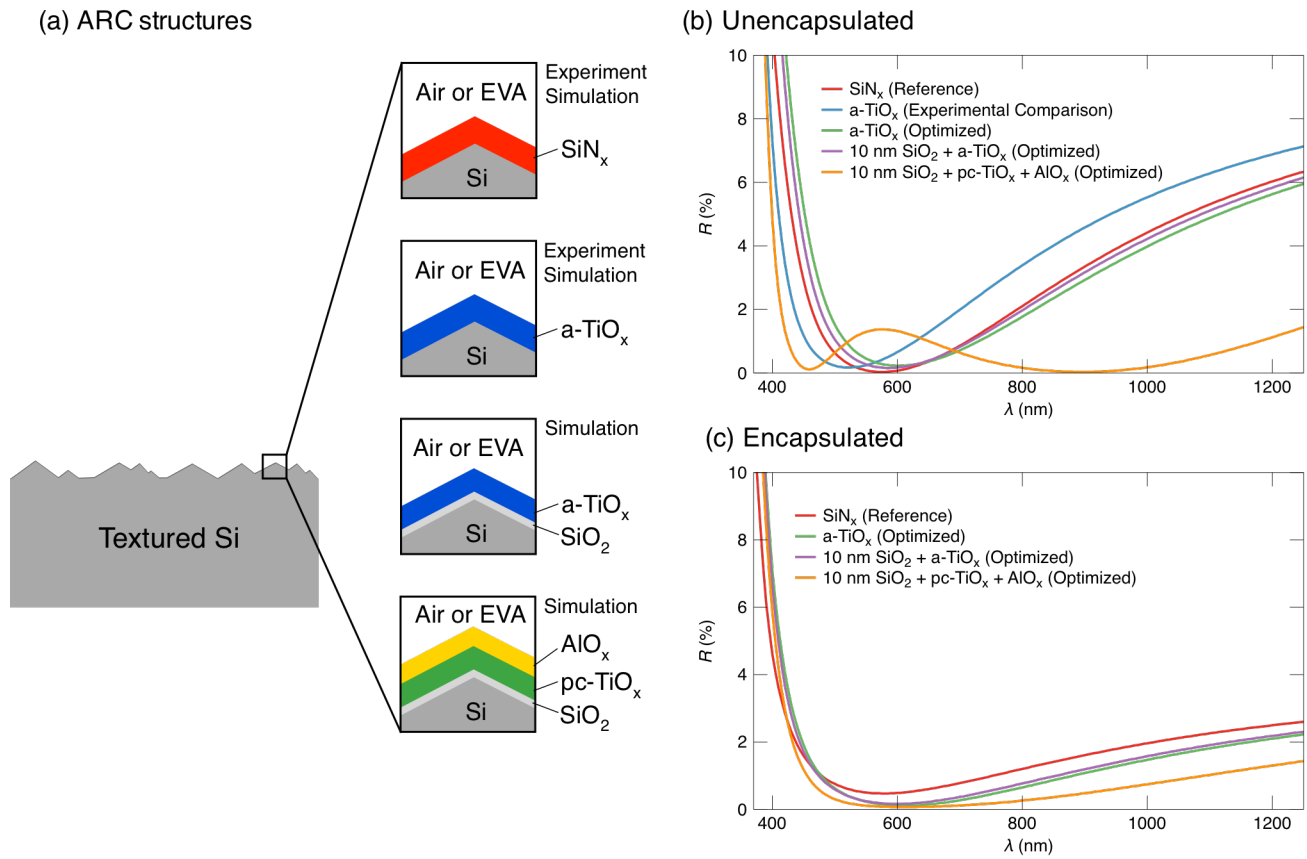 (a) ARC structures
Air or EVA
Experiment
Simulation
SiNx
Si
Air or EVA
Experiment
Simulation
a-TiOx
Si
Air or EVA
Simulation
a-TiOx
SiO2
Si
Air or EVA
Simulation
AlOx
pc-TiOx
SiO2
Si
Textured Si
(b) Unencapsulated
10
8
6
4
2
0
R (%)
SiNx (Reference)
a-TiOx (Experimental Comparison)
a-TiOx (Optimized)
10 nm SiO2 + a-TiOx (Optimized)
10 nm SiO2 + pc-TiOx + AlOx (Optimized)
400 600 800 1000 1200
λ (nm)
(c) Encapsulated
10
8
6
4
2
0
R (%)
SiNx (Reference)
a-TiOx (Optimized)
10 nm SiO2 + a-TiOx (Optimized)
10 nm SiO2 + pc-TiOx + AlOx (Optimized)
400 600 800 1000 1200
λ (nm)